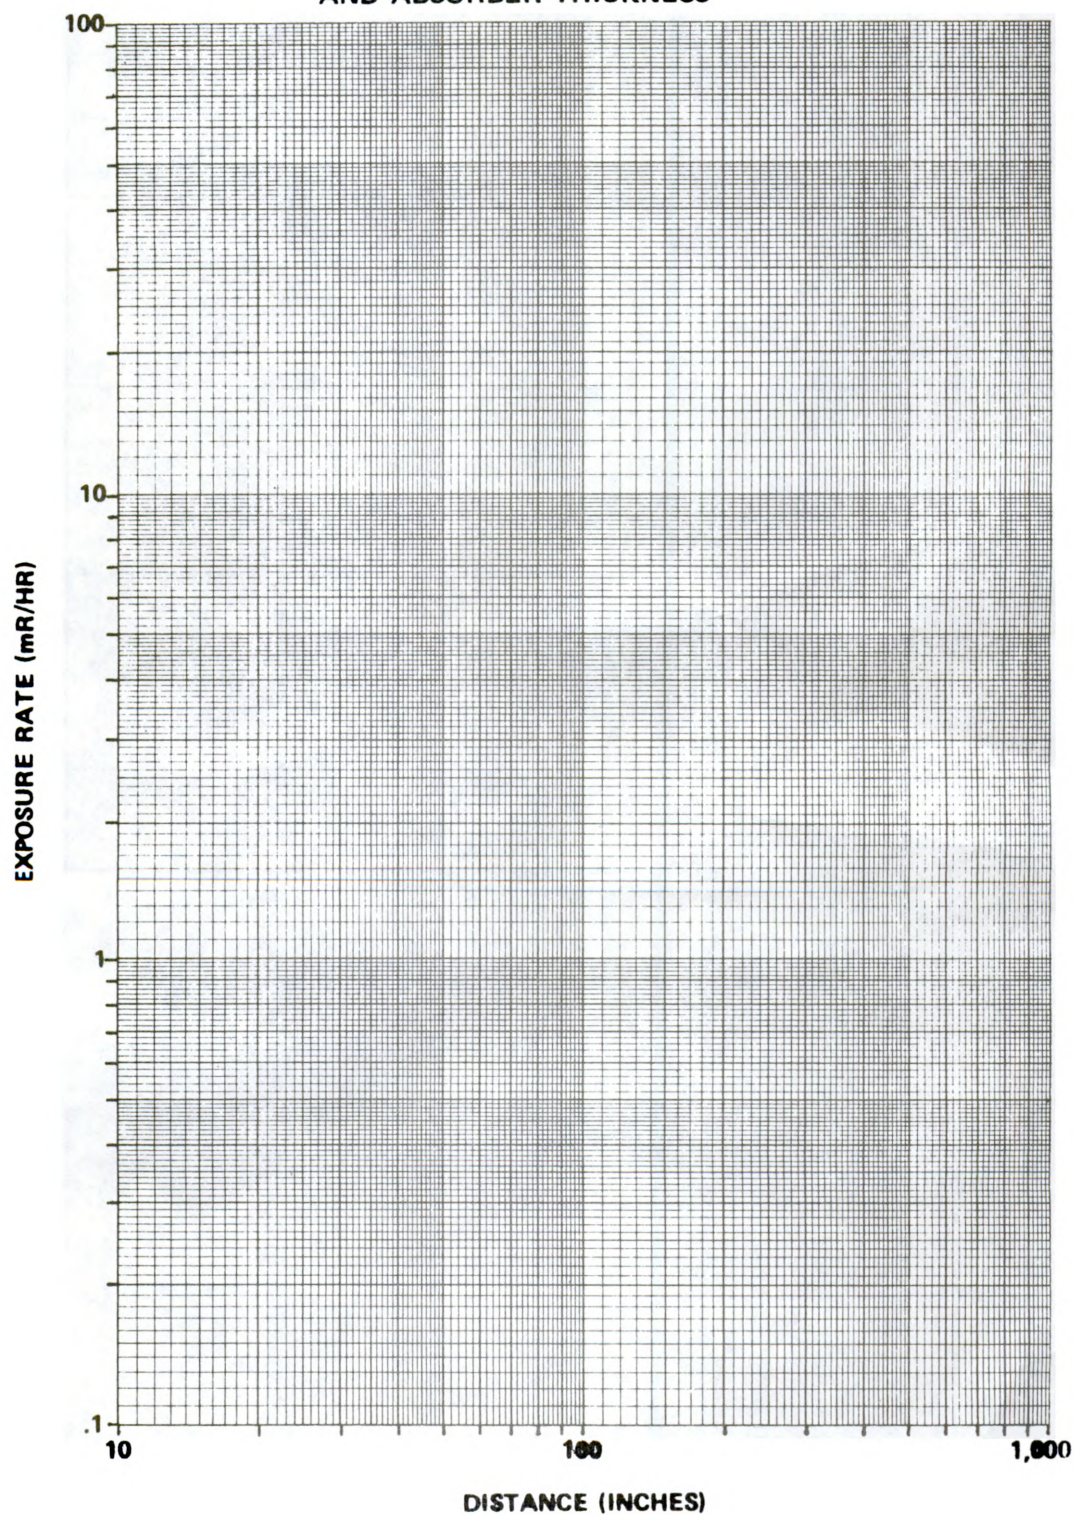 AND ABSORBER THICKNESS
100
10
1
.1
10
100
1,000
EXPOSURE RATE (mR/HR)
DISTANCE (INCHES)